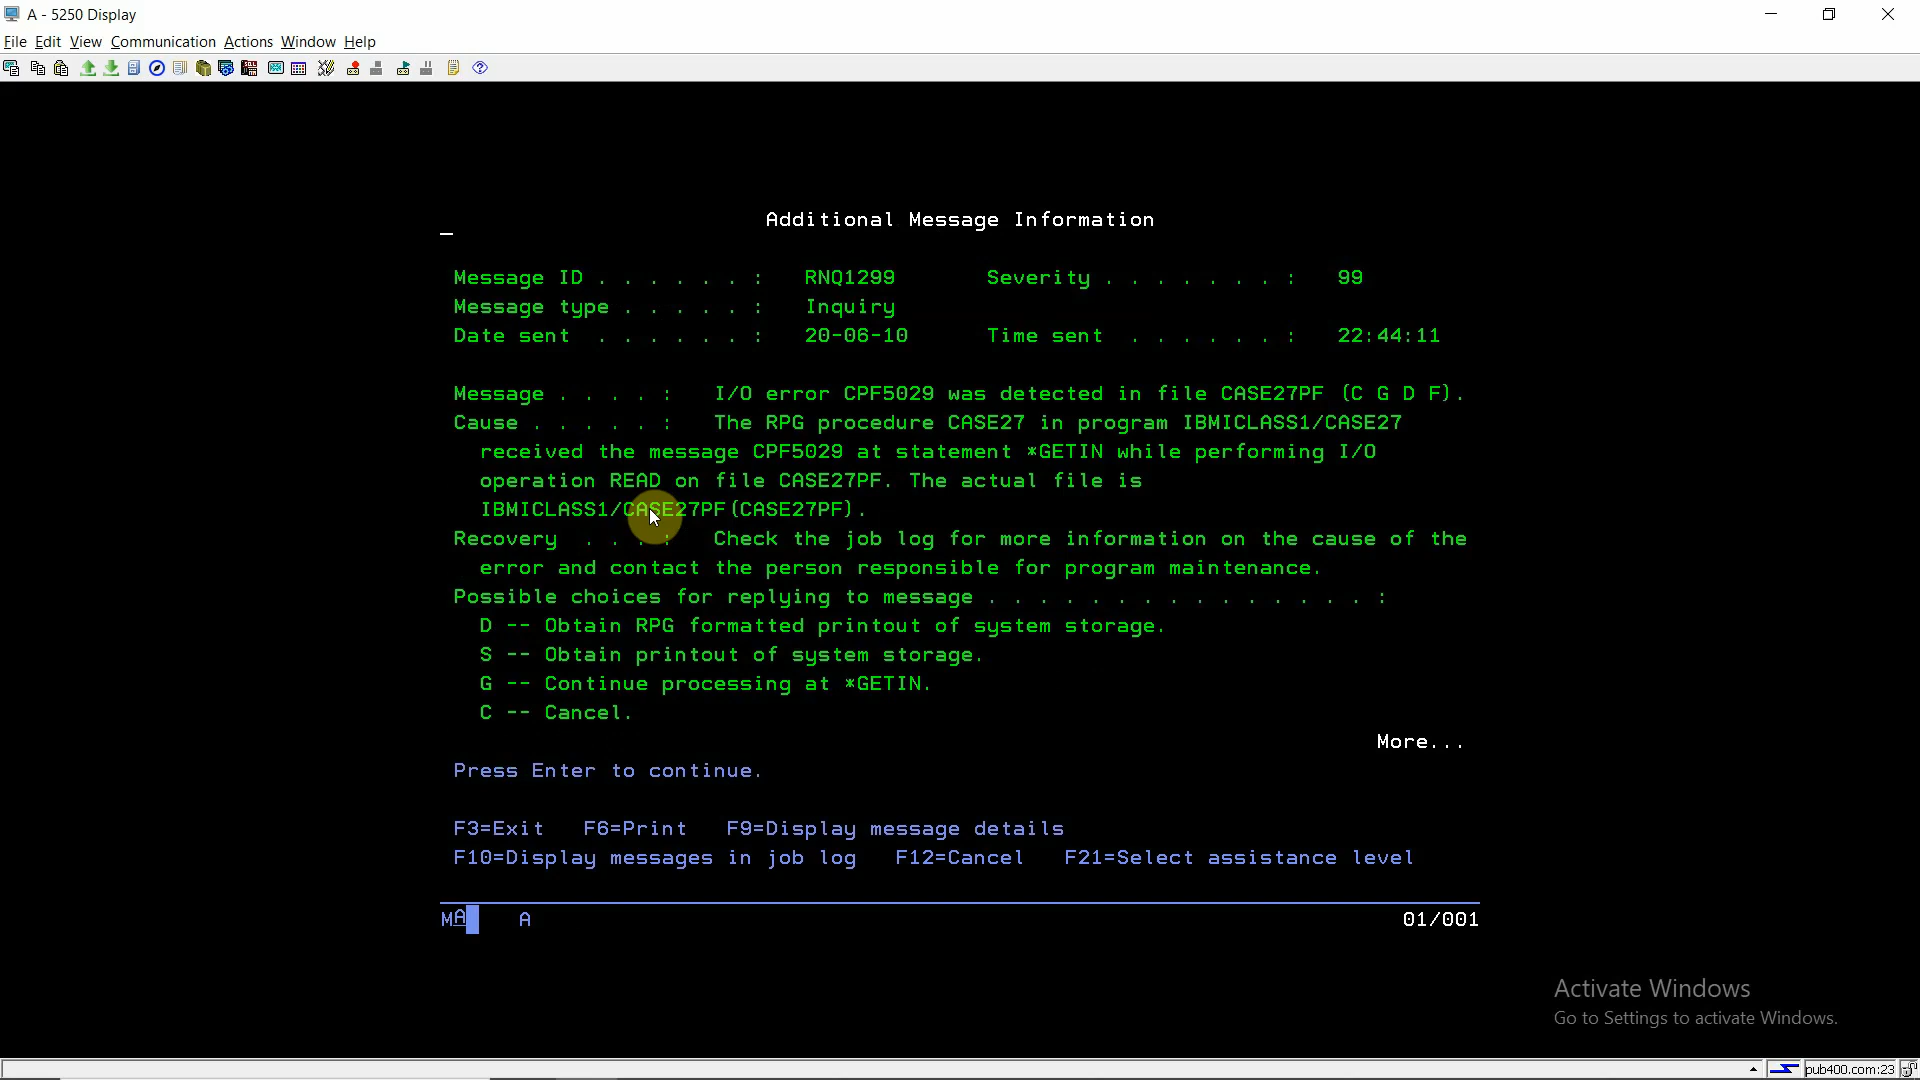 A - 5250 Display
File Edit View Communication Actions Window Help
Additional Message Information
Message ID . . . . . . : RNQ1299 Severity . . . . . . . : 99
Message type . . . . . : Inquiry
Date sent . . . . . . : 20-06-10 Time sent . . . . . . : 22:44:11
Message . . . . : I/O error CPF5029 was detected in file CASE27PF (C G D F).
Cause . . . . . : The RPG procedure CASE27 in program IBMICLASS1/CASE27
received the message CPF5029 at statement *GETIN while performing I/O
operation READ on file CASE27PF. The actual file is
IBMICLASS1/CASE27PF(CASE27PF).
Recovery . . . : Check the job log for more information on the cause of the
error and contact the person responsible for program maintenance.
Possible choices for replying to message . . . . . . . . . . . . . . . :
D -- Obtain RPG formatted printout of system storage.
S -- Obtain printout of system storage.
G -- Continue processing at *GETIN.
C -- Cancel.
More...
Press Enter to continue.
F3=Exit F6=Print F9=Display message details
F10=Display messages in job log F12=Cancel F21=Select assistance level
MA A 01/001
Activate Windows
Go to Settings to activate Windows.
pub400.com:23